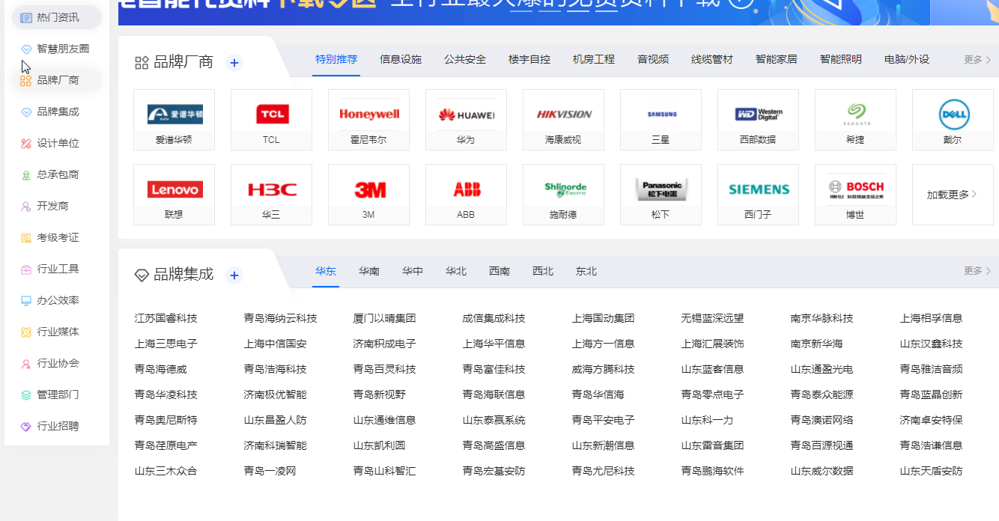 热门资讯
智慧朋友圈
品牌厂商
品牌集成
设计单位
总承包商
开发商
考级考证
行业工具
办公效率
行业媒体
行业协会
管理部门
行业招聘
品牌厂商 +
特别推荐 信息设施 公共安全 楼宇自控 机房工程 音视频 线缆管材 智能家居 智能照明 电脑/外设 更多
爱谱华顿 TCL Honeywell HUAWEI HIKVISION SAMSUNG WD Western Digital SEAGATE DELL
爱谱华顿 TCL 霍尼韦尔 华为 海康威视 三星 西部数据 希捷 戴尔
Lenovo H3C 3M ABB Shlinorde Electric Panasonic 松下电器 SIEMENS BOSCH
联想 华三 3M ABB 施耐德 松下 西门子 博世 加载更多
品牌集成 +
华东 华南 华中 华北 西南 西北 东北 更多
江苏国睿科技 青岛海纳云科技 厦门以晴集团 成信集成科技 上海国动集团 无锡蓝深远望 南京华脉科技 上海相孚信息
上海三思电子 上海中信国安 济南积成电子 上海华平信息 上海方一信息 上海汇展装饰 南京新华海 山东汉鑫科技
青岛海德威 青岛浩海科技 青岛百灵科技 青岛富佳科技 威海方腾科技 山东蓝客信息 山东通盈光电 青岛雅洁音频
青岛华凌科技 济南极优智能 青岛新视野 青岛海联信息 青岛华信海 青岛零点电子 青岛泰众能源 青岛蓝晶创新
青岛奥尼斯特 山东昌盈人防 山东通维信息 山东泰赢系统 青岛平安电子 山东科一力 青岛澳诺网络 济南卓安特保
青岛荏原电产 济南科瑞智能 山东凯利圆 青岛高盛信息 山东新潮信息 山东雷音集团 青岛百源视通 青岛浩谦信息
山东三木众合 青岛一凌网 青岛山科智汇 青岛宏基安防 青岛尤尼科技 青岛鹏海软件 山东威尔数据 山东天盾安防